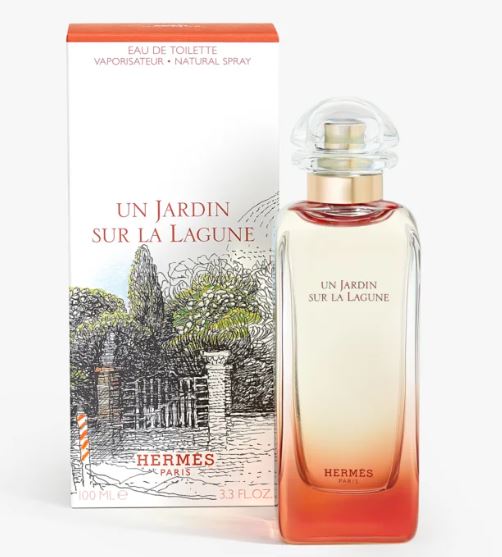 EAU DE TOILETTE
VAPORISATEUR • NATURAL SPRAY
UN JARDIN
SUR LA LAGUNE
HERMÈS
PARIS
100 ML ℮
3.3 FL.OZ.
UN JARDIN
SUR LA LAGUNE
HERMÈS
PARIS